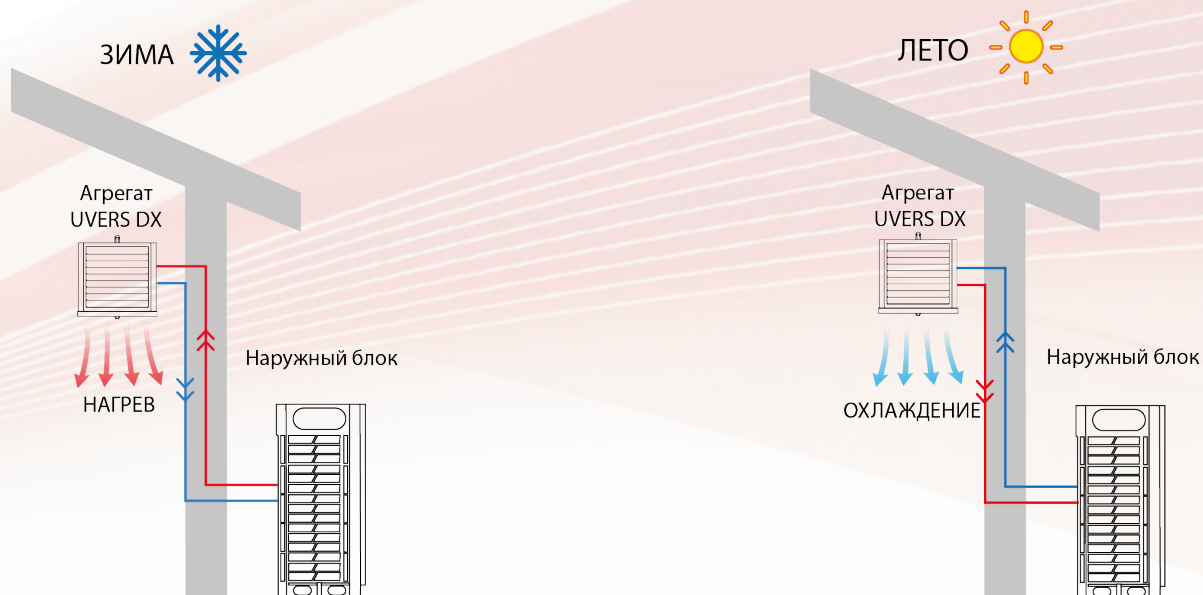 ЗИМА
Агрегат
UVERS DX
НАГРЕВ
Наружный блок
ЛЕТО
Агрегат
UVERS DX
ОХЛАЖДЕНИЕ
Наружный блок